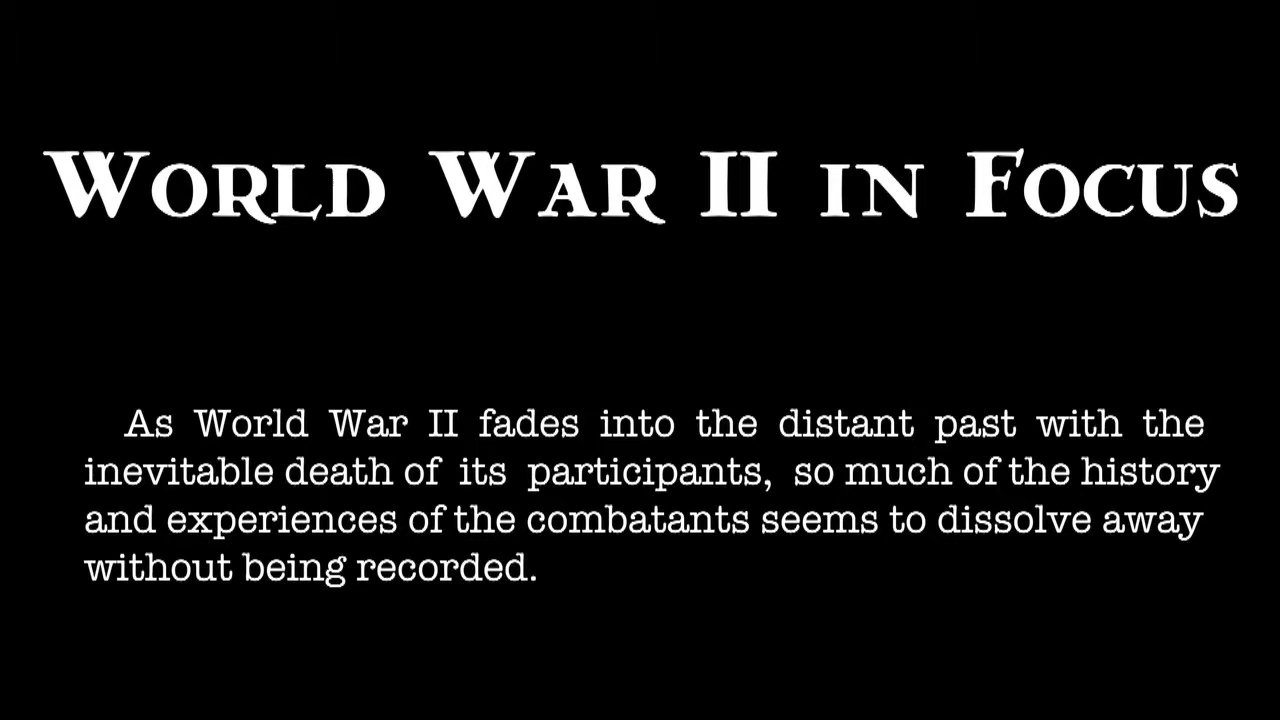 World War II in Focus
As World War II fades into the distant past with the
inevitable death of its participants, so much of the history
and experiences of the combatants seems to dissolve away
without being recorded.